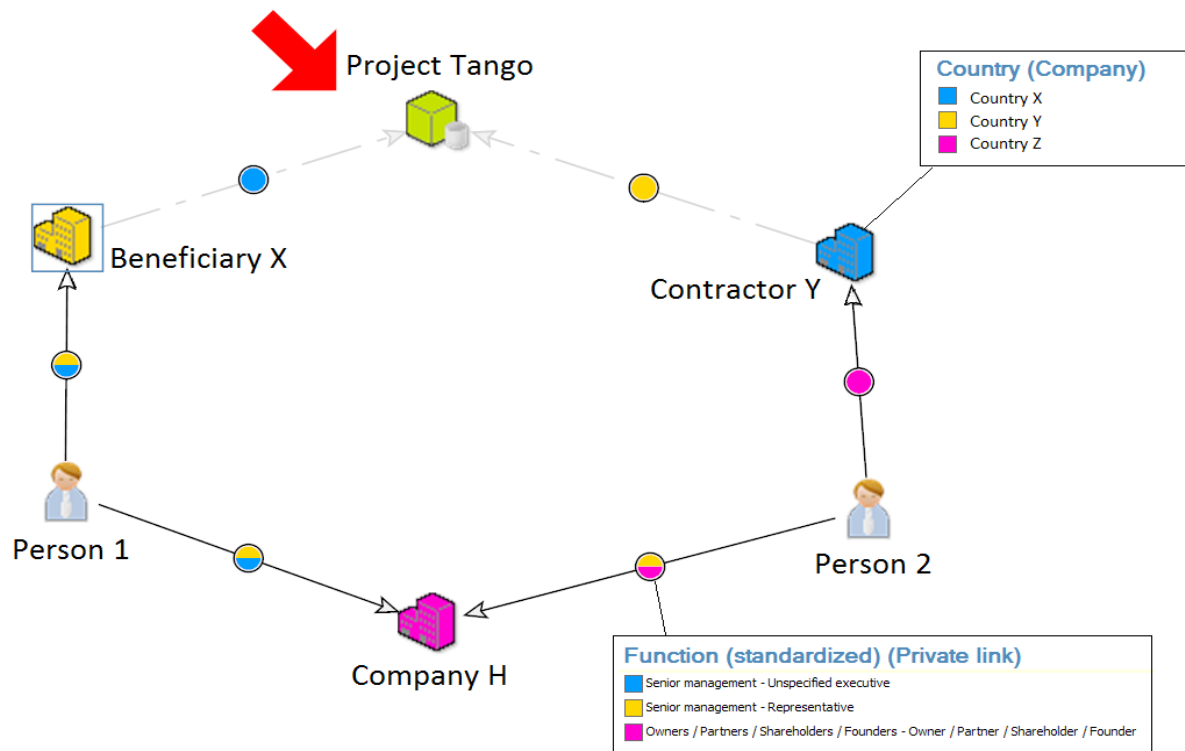 Project Tango
Country (Company)
Country X
Country Y
Country Z
Beneficiary X
Contractor Y
Person 1
Person 2
Company H
Function (standardized) (Private link)
Senior management - Unspecified executive
Senior management - Representative
Owners / Partners / Shareholders / Founders - Owner / Partner / Shareholder / Founder